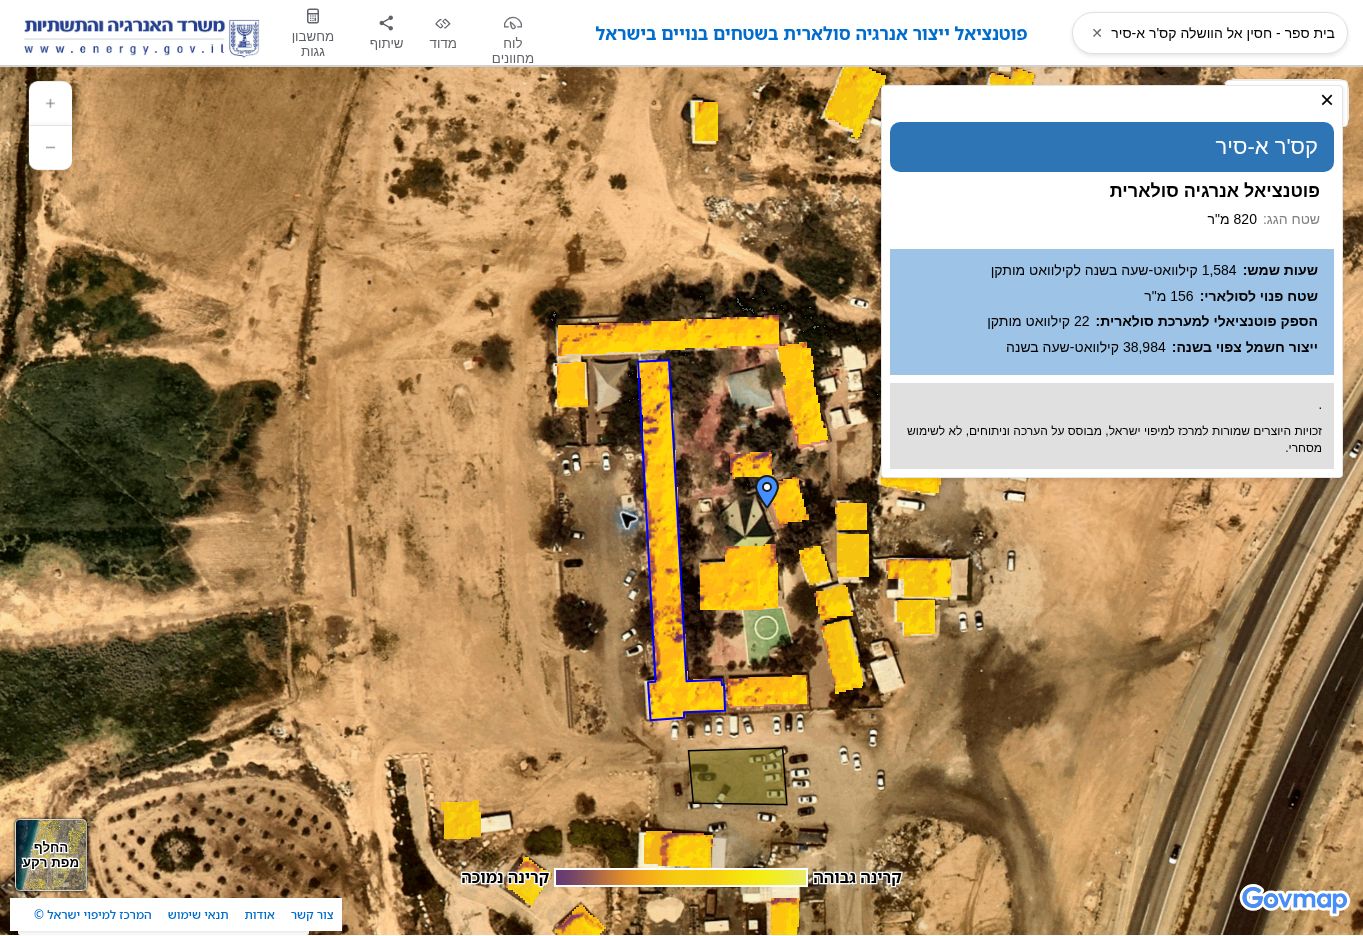 בית ספר - חסין אל הוושלה קס'ר א-סיר ×
פוטנציאל ייצור אנרגיה סולארית בשטחים בנויים בישראל
לוח מחוונים
מדוד
שיתוף
מחשבון גגות
משרד האנרגיה והתשתיות
www.energy.gov.il
+
−
×
קס'ר א-סיר
פוטנציאל אנרגיה סולארית
שטח הגג: 820 מ"ר
שעות שמש: 1,584 קילוואט-שעה בשנה לקילוואט מותקן
שטח פנוי לסולארי: 156 מ"ר
הספק פוטנציאלי למערכת סולארית: 22 קילוואט מותקן
ייצור חשמל צפוי בשנה: 38,984 קילוואט-שעה בשנה
.
זכויות היוצרים שמורות למרכז למיפוי ישראל, מבוסס על הערכה וניתוחים, לא לשימוש
מסחרי.
החלף
מפת רקע
קרינה גבוהה
קרינה נמוכה
Govmap
צור קשר אודות תנאי שימוש המרכז למיפוי ישראל ©